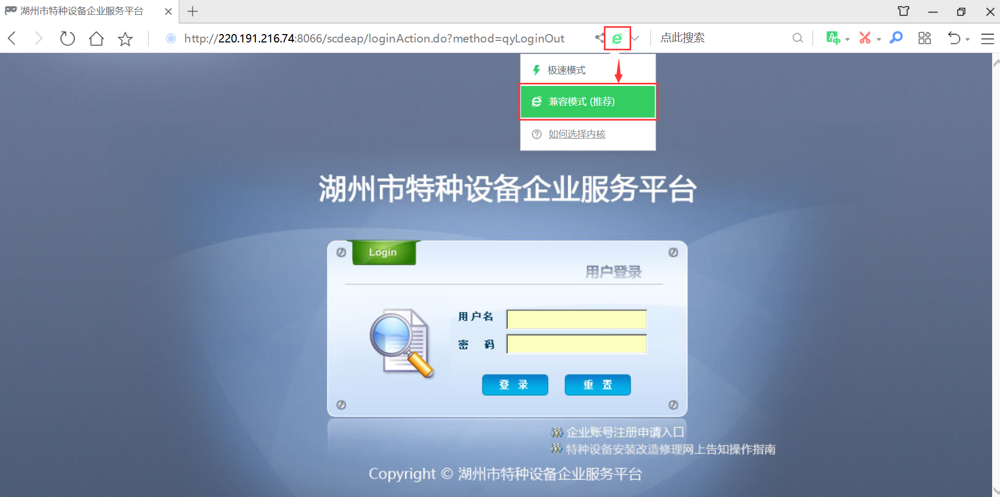 湖州市特种设备企业服务平台
http://220.191.216.74:8066/scdeap/loginAction.do?method=qyLoginOut
点此搜索
极速模式
兼容模式 (推荐)
如何选择内核
湖州市特种设备企业服务平台
Login
用户登录
用户名
密 码
登 录
重 置
企业账号注册申请入口
特种设备安装改造修理网上告知操作指南
Copyright © 湖州市特种设备企业服务平台